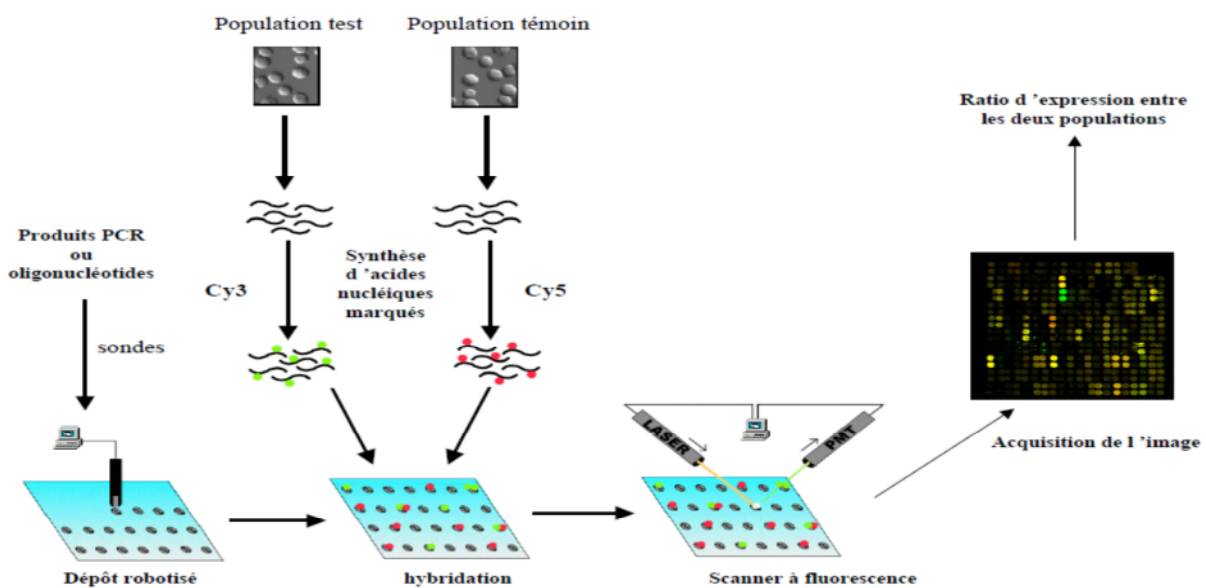 Population test
Population témoin
Ratio d ’expression entre
les deux populations
Produits PCR
ou
oligonucléotides
Cy3
Synthèse
d ’acides
nucléiques
marqués
Cy5
sondes
LASER
PMT
Acquisition de l ’image
Dépôt robotisé
hybridation
Scanner à fluorescence